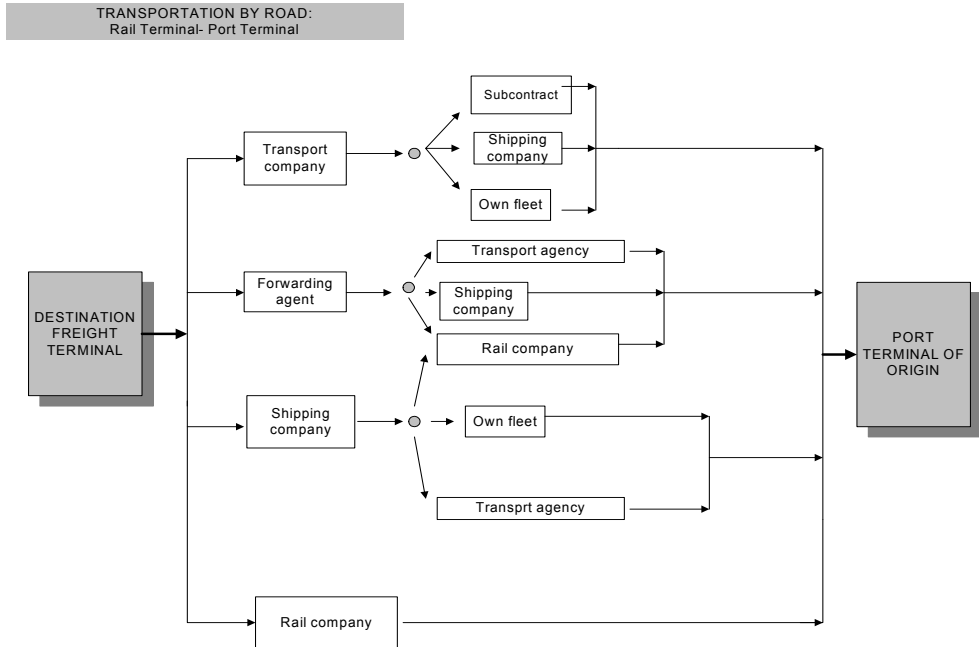 TRANSPORTATION BY ROAD:
Rail Terminal- Port Terminal
Subcontract
Transport
company
Shipping
company
Own fleet
Transport agency
Forwarding
agent
Shipping
company
DESTINATION
FREIGHT
TERMINAL
PORT
TERMINAL OF
ORIGIN
Rail company
Shipping
company
Own fleet
Transprt agency
Rail company